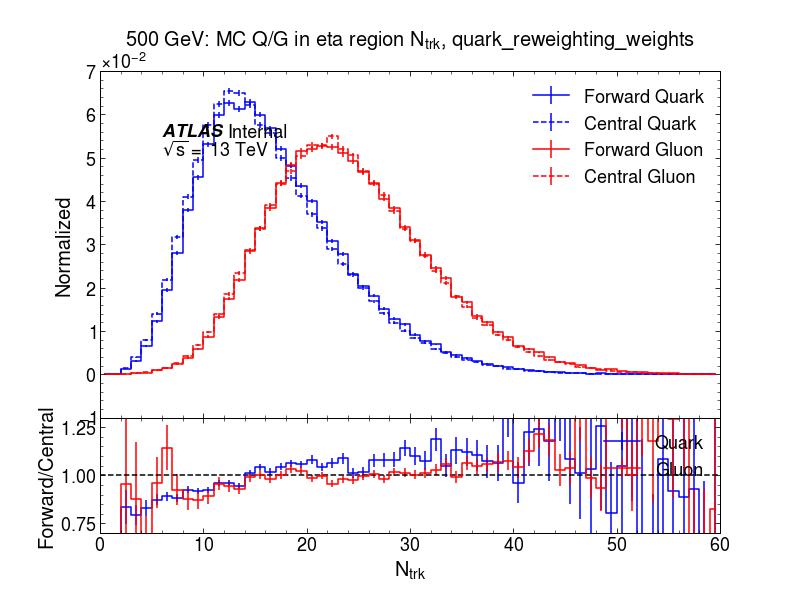 500 GeV: MC Q/G in eta region Ntrk, quark_reweighting_weights
×10−2
7
6
5
4
3
2
1
0
−1
Normalized
ATLAS Internal
√s = 13 TeV
Forward Quark
Central Quark
Forward Gluon
Central Gluon
Forward/Central
1.25
1.00
0.75
Quark
Gluon
0 10 20 30 40 50 60
Ntrk